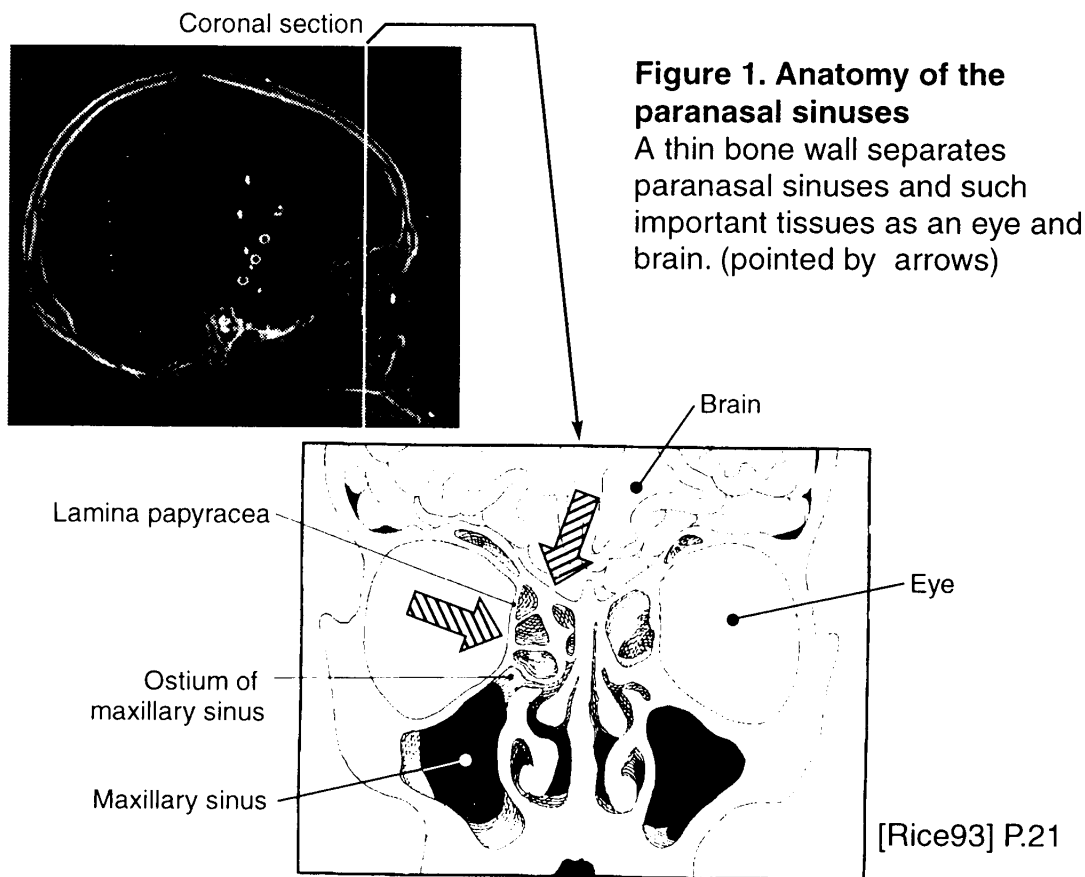 Coronal section
Figure 1. Anatomy of the
paranasal sinuses
A thin bone wall separates
paranasal sinuses and such
important tissues as an eye and
brain. (pointed by arrows)
Brain
Lamina papyracea
Eye
Ostium of
maxillary sinus
Maxillary sinus
[Rice93] P.21